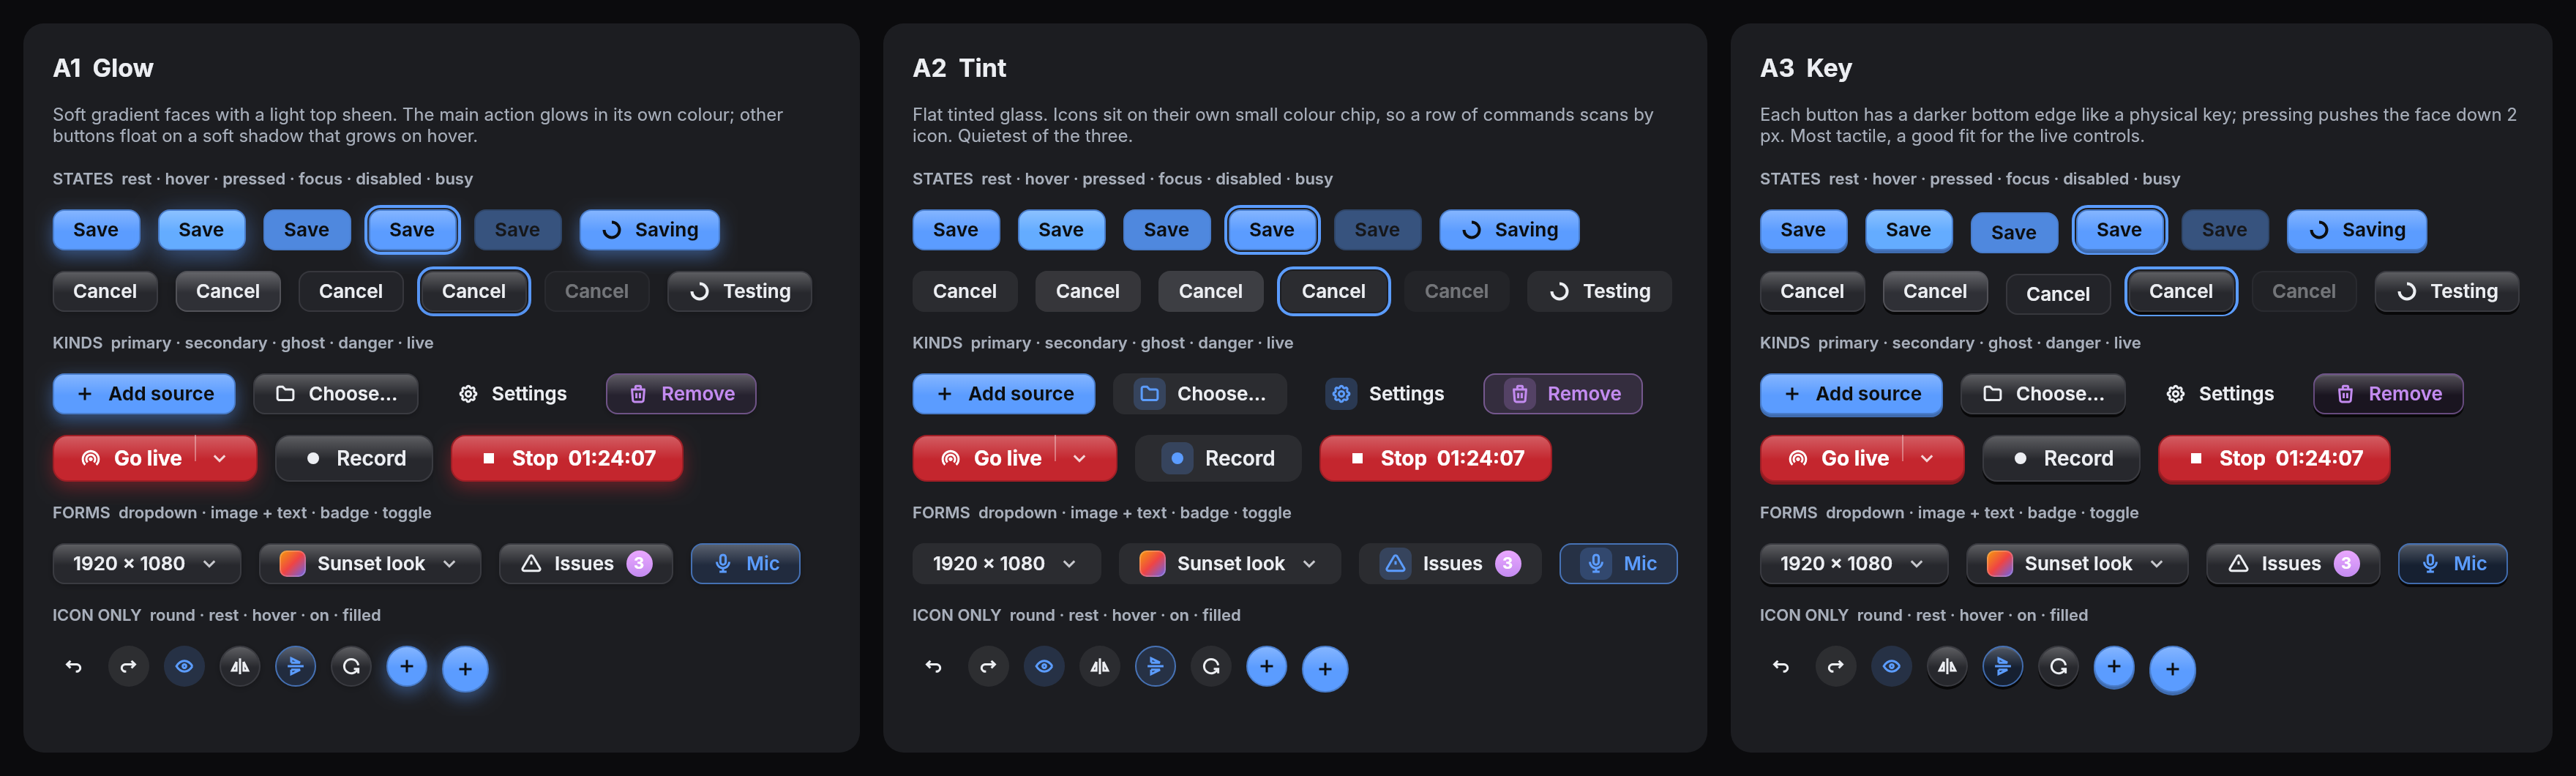 A1 Glow
Soft gradient faces with a light top sheen. The main action glows in its own colour; other
buttons float on a soft shadow that grows on hover.
STATES rest · hover · pressed · focus · disabled · busy
Save Save Save Save Save Saving
Cancel Cancel Cancel Cancel Cancel Testing
KINDS primary · secondary · ghost · danger · live
Add source Choose... Settings Remove
Go live Record Stop 01:24:07
FORMS dropdown · image + text · badge · toggle
1920 × 1080 Sunset look Issues 3 Mic
ICON ONLY round · rest · hover · on · filled
A2 Tint
Flat tinted glass. Icons sit on their own small colour chip, so a row of commands scans by
icon. Quietest of the three.
STATES rest · hover · pressed · focus · disabled · busy
Save Save Save Save Save Saving
Cancel Cancel Cancel Cancel Cancel Testing
KINDS primary · secondary · ghost · danger · live
Add source Choose... Settings Remove
Go live Record Stop 01:24:07
FORMS dropdown · image + text · badge · toggle
1920 × 1080 Sunset look Issues 3 Mic
ICON ONLY round · rest · hover · on · filled
A3 Key
Each button has a darker bottom edge like a physical key; pressing pushes the face down 2
px. Most tactile, a good fit for the live controls.
STATES rest · hover · pressed · focus · disabled · busy
Save Save Save Save Save Saving
Cancel Cancel Cancel Cancel Cancel Testing
KINDS primary · secondary · ghost · danger · live
Add source Choose... Settings Remove
Go live Record Stop 01:24:07
FORMS dropdown · image + text · badge · toggle
1920 × 1080 Sunset look Issues 3 Mic
ICON ONLY round · rest · hover · on · filled